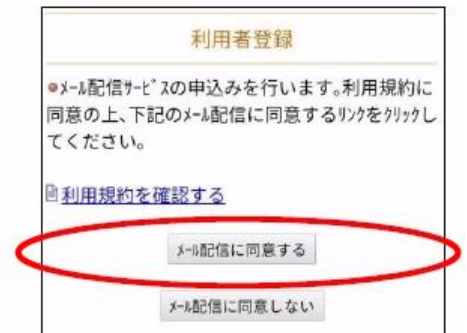 利用者登録
●ﾒｰﾙ配信ｻｰﾋﾞｽの申込みを行います。利用規約に
同意の上、下記のﾒｰﾙ配信に同意するﾘﾝｸをｸﾘｯｸし
てください。
利用規約を確認する
ﾒｰﾙ配信に同意する
ﾒｰﾙ配信に同意しない